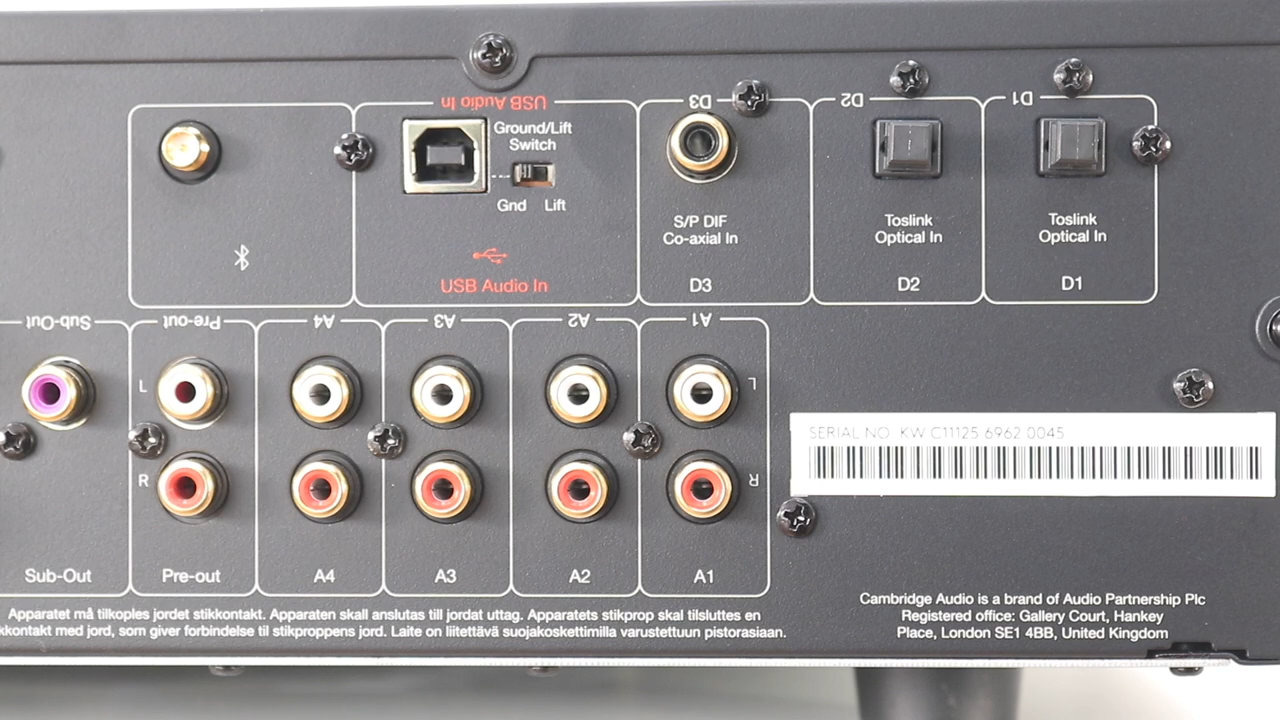 USB Audio In
D3
D2
D1
Ground/Lift
Switch
Gnd Lift
S/P DIF
Co-axial In
Toslink
Optical In
Toslink
Optical In
USB Audio In
D3
D2
D1
Sub-Out
Pre-out
A4
A3
A2
A1
L
L
R
R
SERIAL NO. KW C11125 6962 0045
Sub-Out
Pre-out
A4
A3
A2
A1
Apparatet må tilkoples jordet stikkontakt. Apparaten skall anslutas till jordat uttag. Apparatets stikprop skal tilsluttes en
med jord, som giver forbindelse til stikproppens jord. Laite on liitettävä suojakoskettimilla varustettuun pistorasiaan.
Cambridge Audio is a brand of Audio Partnership Plc
Registered office: Gallery Court, Hankey
Place, London SE1 4BB, United Kingdom